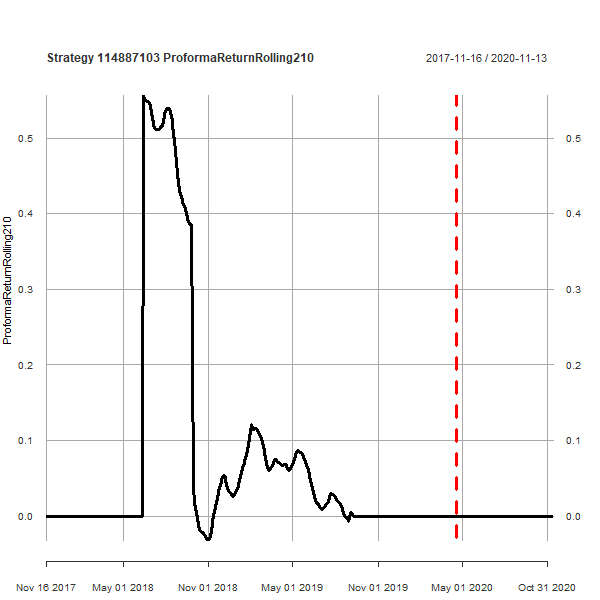 Strategy 114887103 ProformaReturnRolling210
2017-11-16 / 2020-11-13
ProformaReturnRolling210
0.5
0.4
0.3
0.2
0.1
0.0
0.5
0.4
0.3
0.2
0.1
0.0
Nov 16 2017
May 01 2018
Nov 01 2018
May 01 2019
Nov 01 2019
May 01 2020
Oct 31 2020